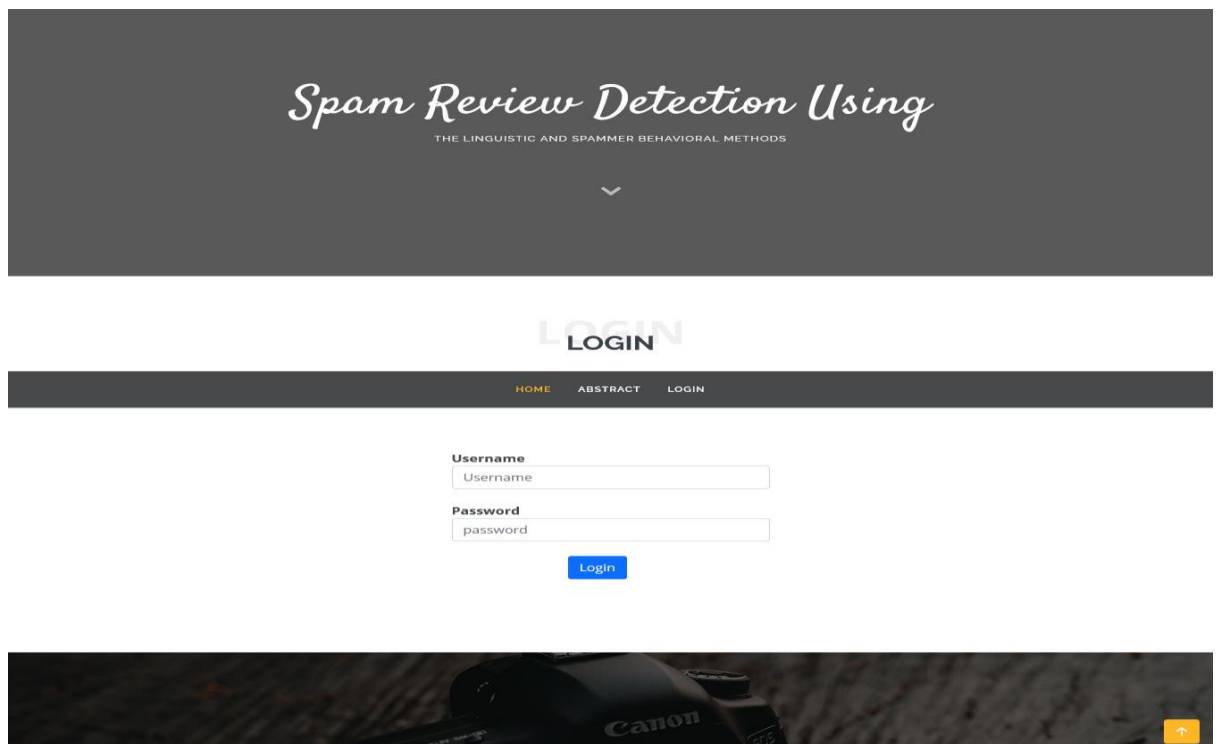 Spam Review Detection Using
THE LINGUISTIC AND SPAMMER BEHAVIORAL METHODS
LOGIN
LOGIN
HOME ABSTRACT LOGIN
Username
Username
Password
password
Login
Canon
EOS